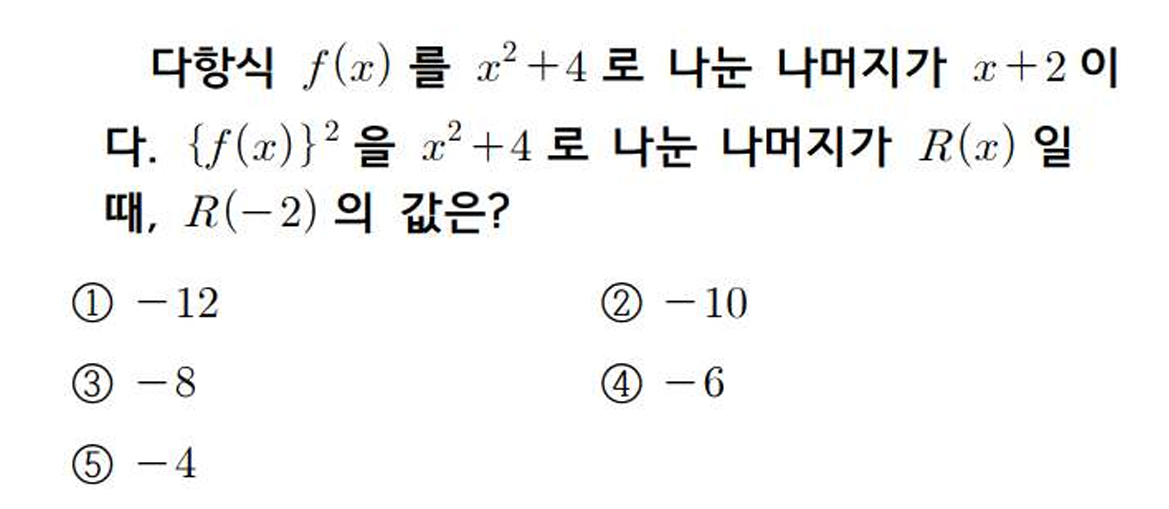 다항식 f(x)를 x²+4로 나눈 나머지가 x+2이
다. {f(x)}²을 x²+4로 나눈 나머지가 R(x)일
때, R(−2)의 값은?
① −12 ② −10
③ −8 ④ −6
⑤ −4